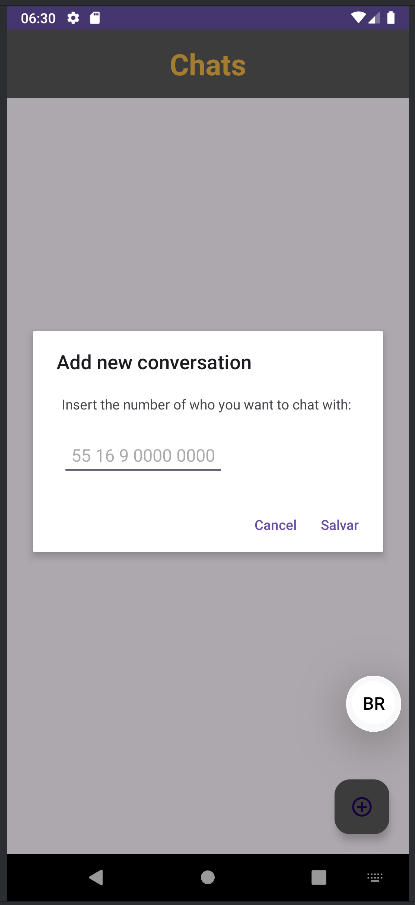 06:30
Chats
Add new conversation
Insert the number of who you want to chat with:
55 16 9 0000 0000
Cancel Salvar
BR